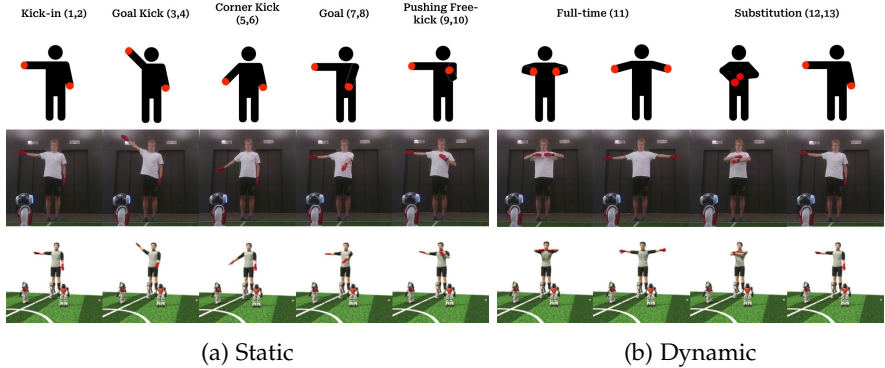 Kick-in (1,2)
Goal Kick (3,4)
Corner Kick
(5,6)
Goal (7,8)
Pushing Free-
kick (9,10)
Full-time (11)
Substitution (12,13)
(a) Static
(b) Dynamic